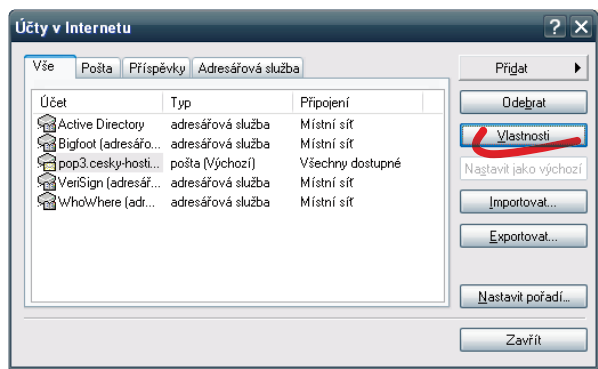 Účty v Internetu
Vše Pošta Příspěvky Adresářová služba
Účet Typ Připojení
Active Directory adresářová služba Místní síť
Bigfoot (adresářo... adresářová služba Místní síť
pop3.cesky-hosti... pošta (Výchozí) Všechny dostupné
VeriSign (adresář... adresářová služba Místní síť
WhoWhere (adr... adresářová služba Místní síť
Přidat
Odebrat
Vlastnosti
Nastavit jako výchozí
Importovat...
Exportovat...
Nastavit pořadí...
Zavřít